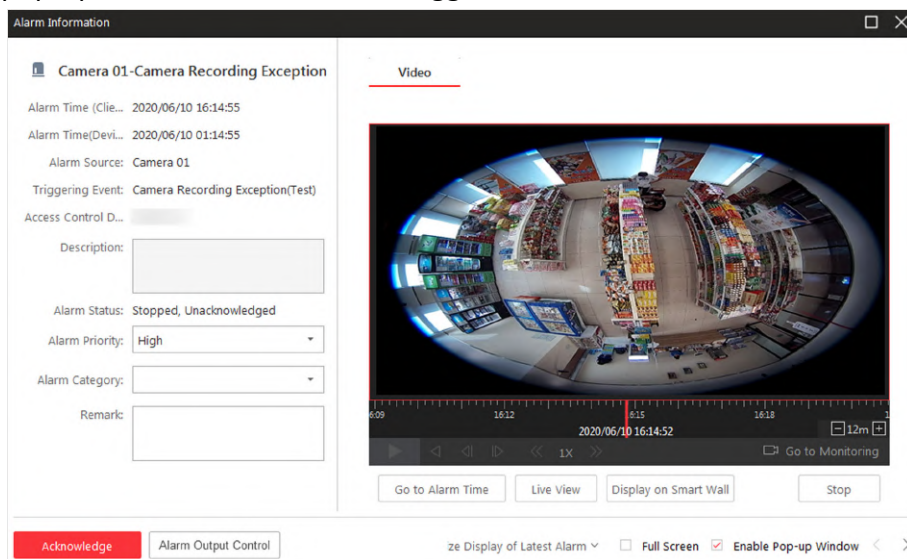 Alarm Information
Camera 01-Camera Recording Exception
Alarm Time (Clie... 2020/06/10 16:14:55
Alarm Time(Devi... 2020/06/10 01:14:55
Alarm Source: Camera 01
Triggering Event: Camera Recording Exception(Test)
Access Control D...
Description:
Alarm Status: Stopped, Unacknowledged
Alarm Priority: High
Alarm Category:
Remark:
Acknowledge
Alarm Output Control
Video
6:09 16:12 16:15 16:18 1
2020/06/10 16:14:52
12m
1X
Go to Monitoring
Go to Alarm Time
Live View
Display on Smart Wall
Stop
ze Display of Latest Alarm
Full Screen
Enable Pop-up Window